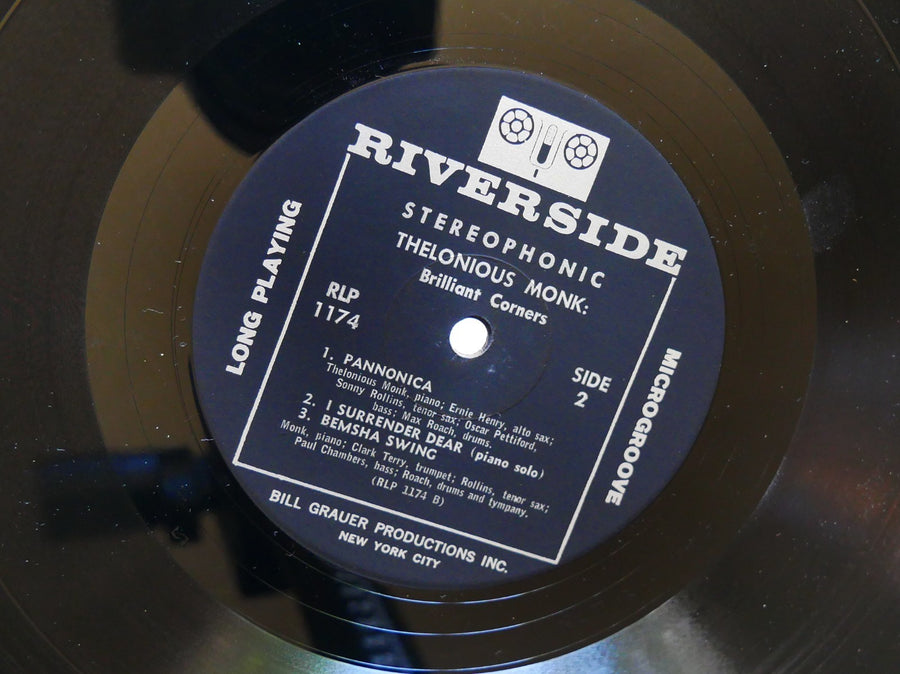 RIVERSIDE
STEREOPHONIC
THELONIOUS MONK:
Brilliant Corners
LONG PLAYING
RLP
1174
SIDE
2
MICROGROOVE
1. PANNONICA
Thelonious Monk, piano; Ernie Henry, alto sax;
Sonny Rollins, tenor sax; Oscar Pettiford,
bass; Max Roach, drums.
2. I SURRENDER DEAR (piano solo)
3. BEMSHA SWING
Monk, piano; Clark Terry, trumpet; Rollins, tenor sax;
Paul Chambers, bass; Roach, drums and tympany.
(RLP 1174 B)
BILL GRAUER PRODUCTIONS INC.
NEW YORK CITY